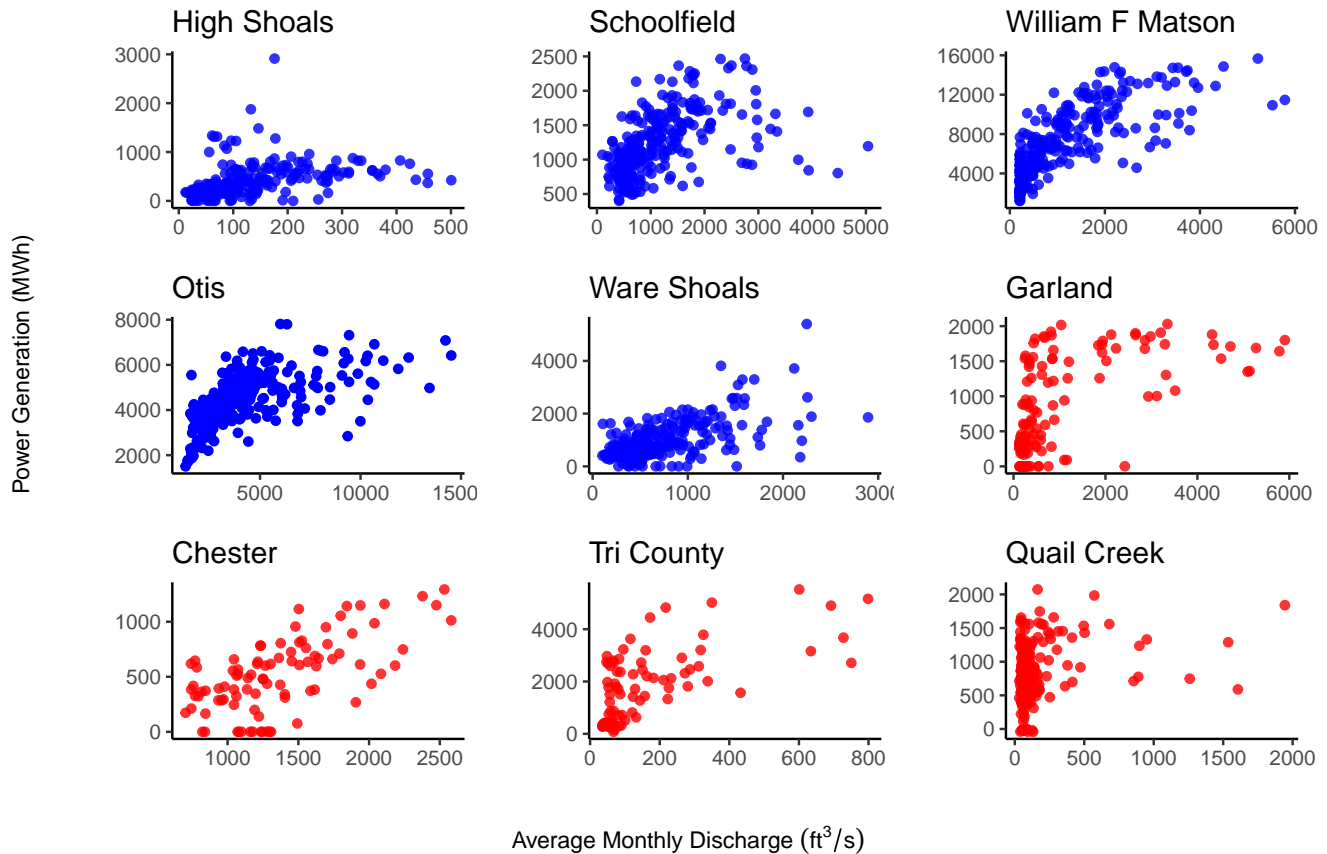 High Shoals Schoolfield William F Matson
3000
2000
1000
0
0 100 200 300 400 500
2500
2000
1500
1000
500
0 1000 2000 3000 4000 5000
16000
12000
8000
4000
0 2000 4000 6000
Power Generation (MWh)
Otis Ware Shoals Garland
8000
6000
4000
2000
5000 10000 1500
4000
2000
0
0 1000 2000 3000
2000
1500
1000
500
0
0 2000 4000 6000
Chester Tri County Quail Creek
1000
500
0
1000 1500 2000 2500
4000
2000
0
0 200 400 600 800
2000
1500
1000
500
0
0 500 1000 1500 2000
Average Monthly Discharge (ft³/s)